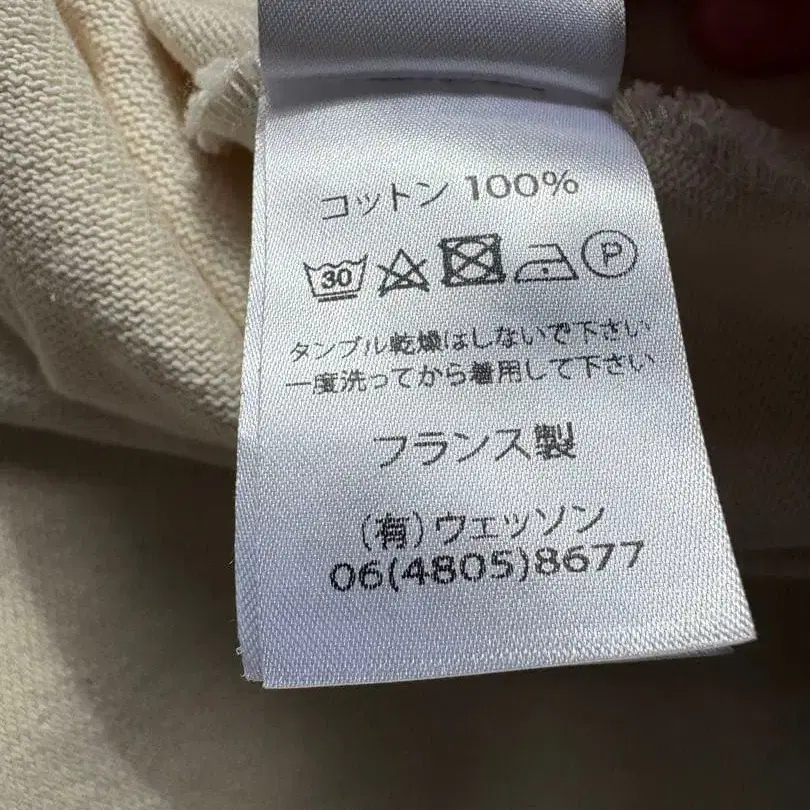 コットン 100%
30 P
タンブル乾燥はしないで下さい
一度洗ってから着用して下さい
フランス製
(有)ウェッソン
06(4805)8677